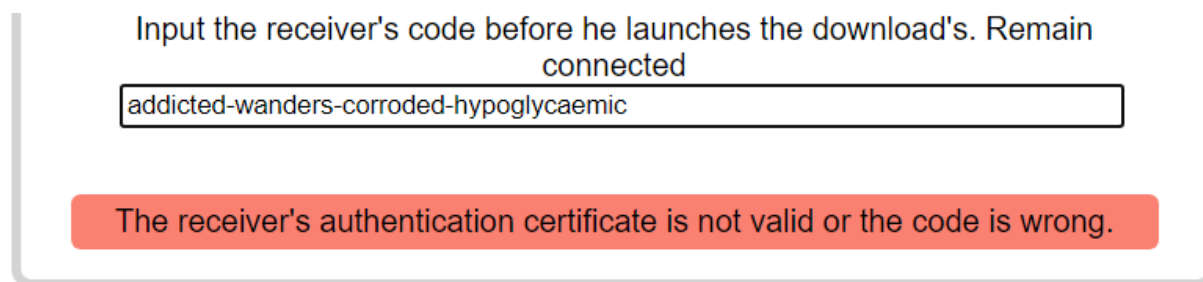 Input the receiver's code before he launches the download's. Remain
connected
addicted-wanders-corroded-hypoglycaemic
The receiver's authentication certificate is not valid or the code is wrong.